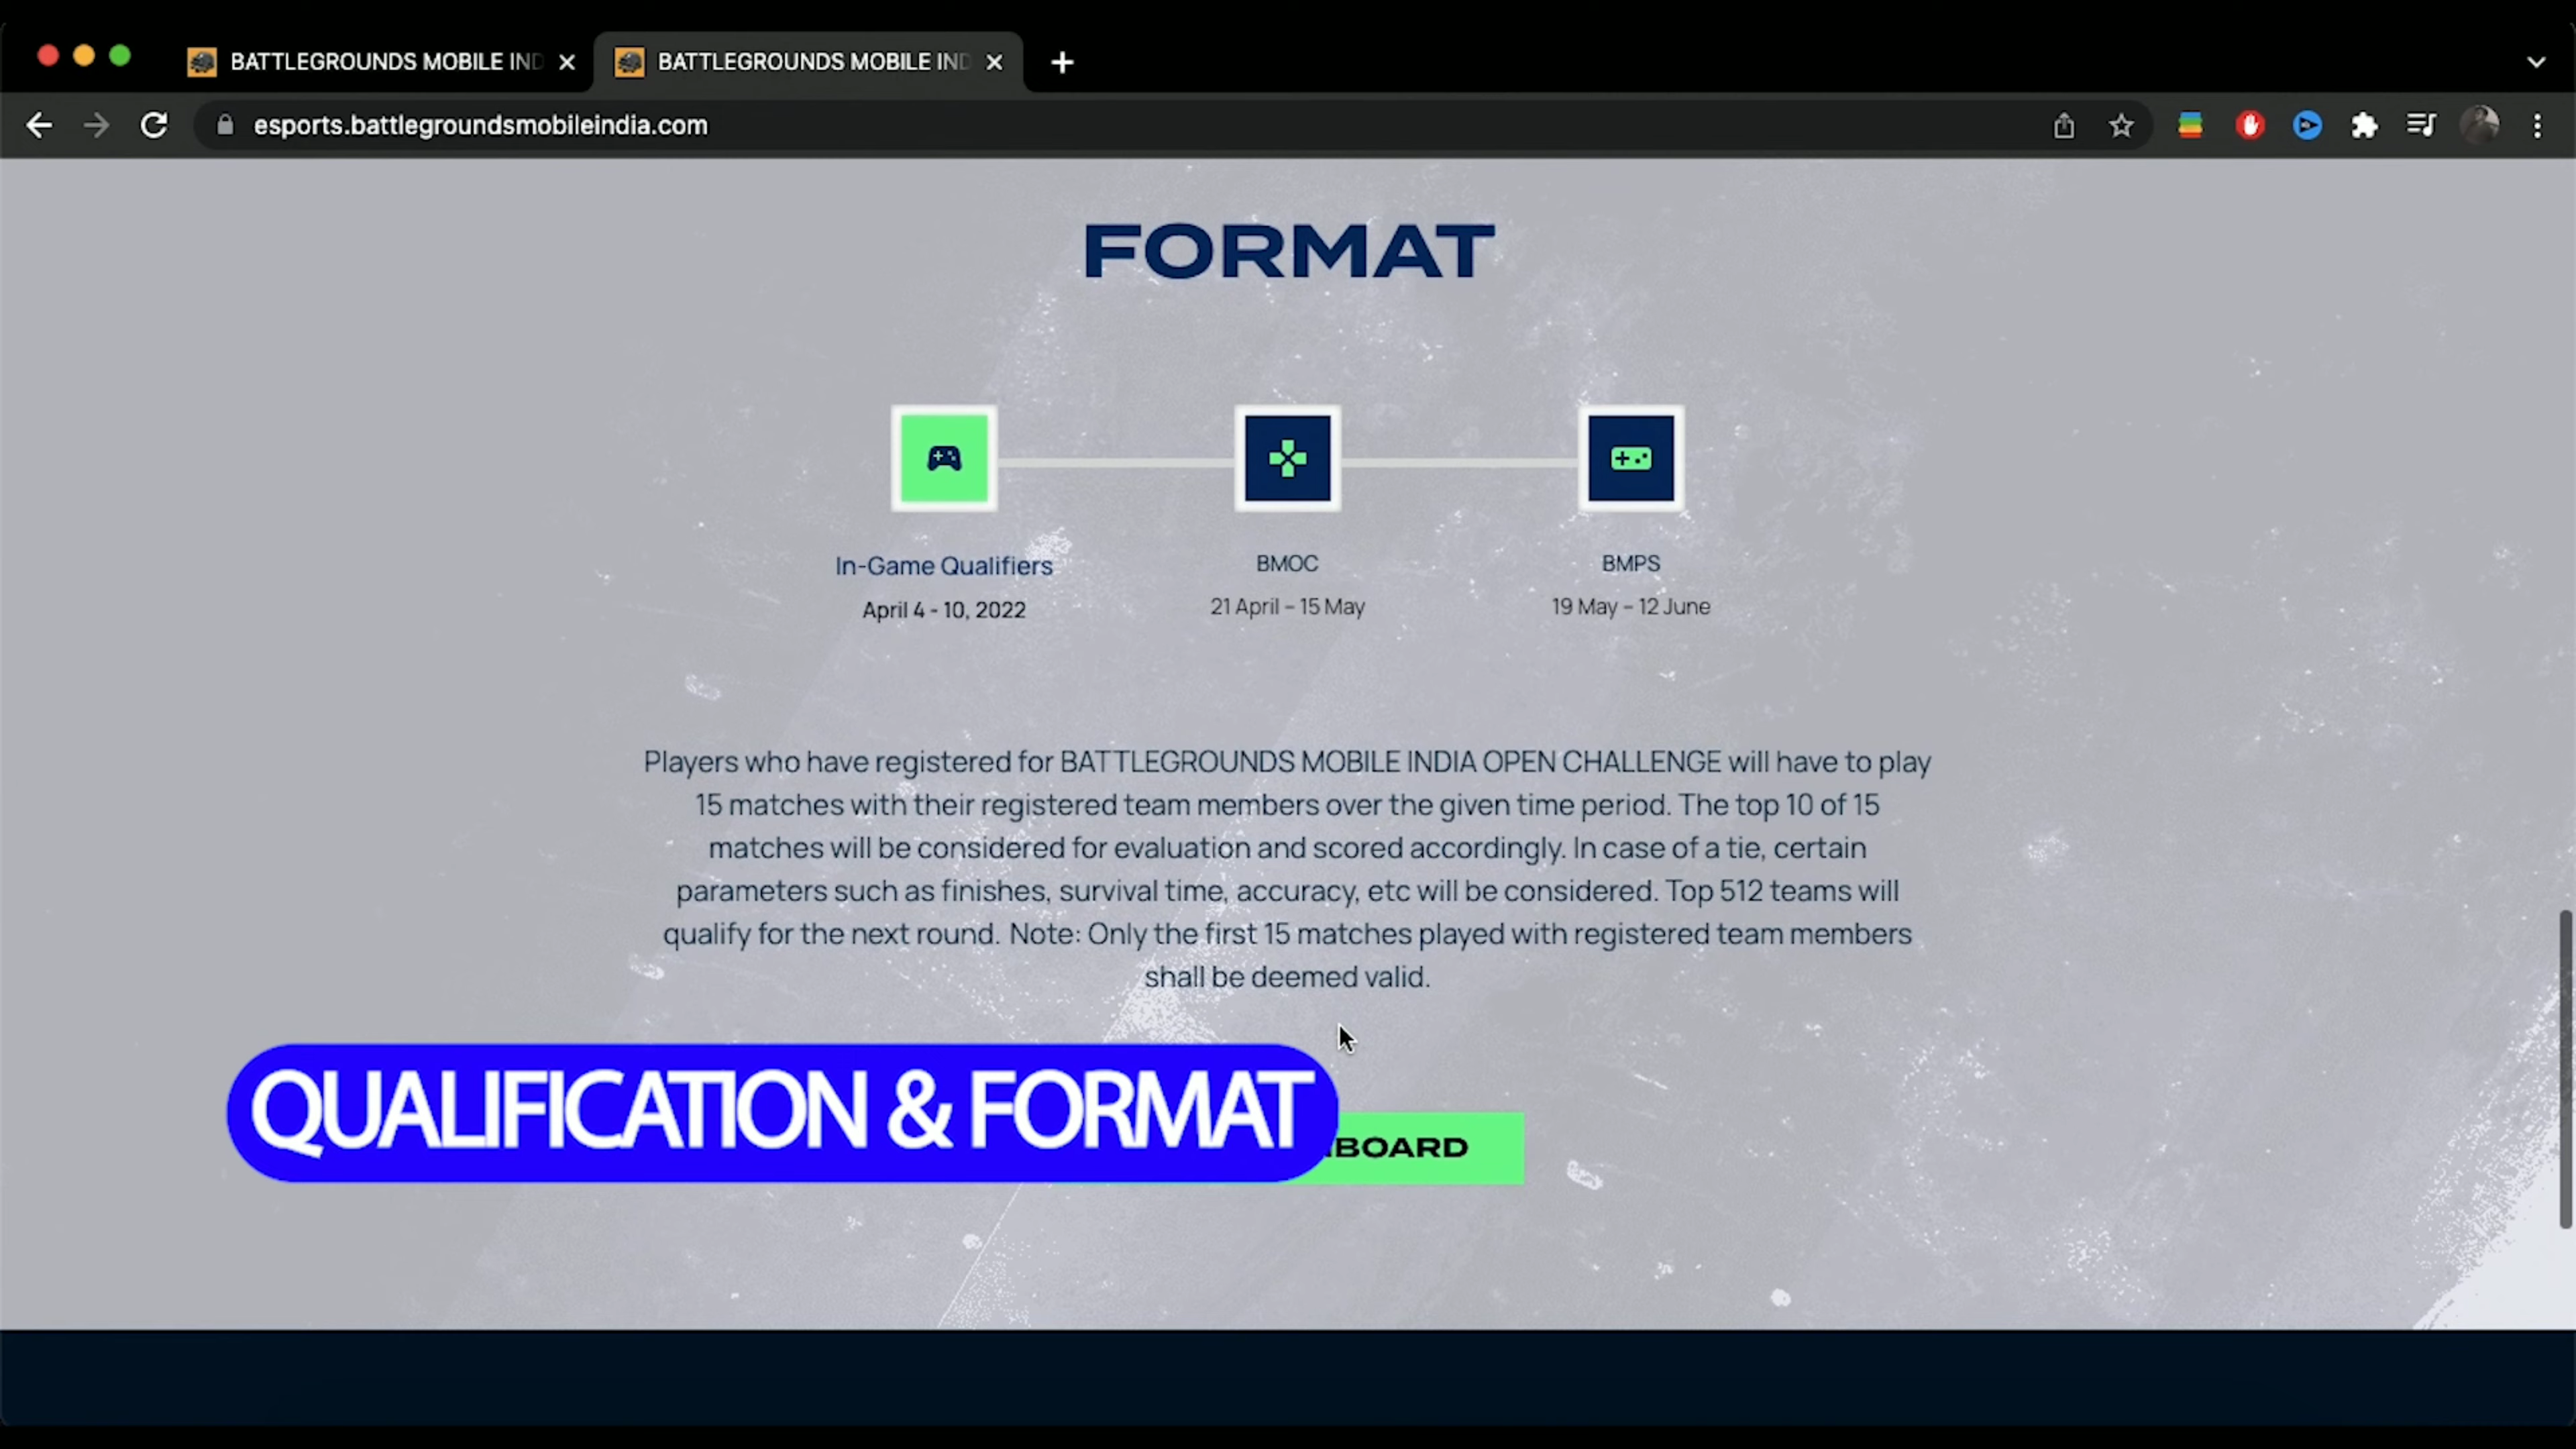 BATTLEGROUNDS MOBILE IND
BATTLEGROUNDS MOBILE IND
esports.battlegroundsmobileindia.com
FORMAT
In-Game Qualifiers
April 4 - 10, 2022
BMOC
21 April – 15 May
BMPS
19 May – 12 June
Players who have registered for BATTLEGROUNDS MOBILE INDIA OPEN CHALLENGE will have to play
15 matches with their registered team members over the given time period. The top 10 of 15
matches will be considered for evaluation and scored accordingly. In case of a tie, certain
parameters such as finishes, survival time, accuracy, etc will be considered. Top 512 teams will
qualify for the next round. Note: Only the first 15 matches played with registered team members
shall be deemed valid.
QUALIFICATION & FORMAT